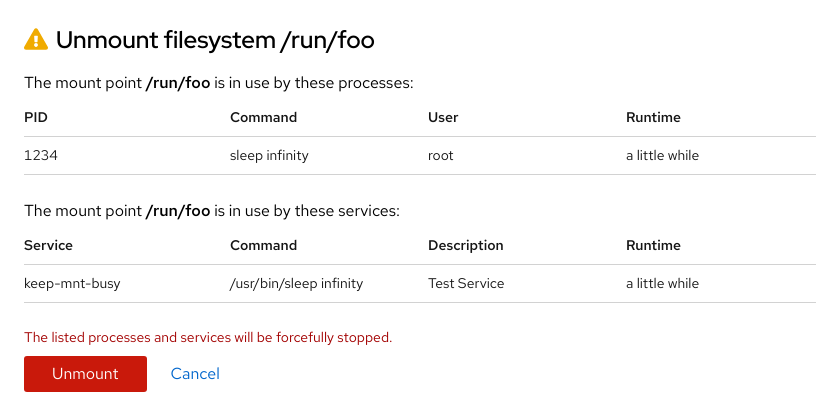 Unmount filesystem /run/foo
The mount point /run/foo is in use by these processes:
PID Command User Runtime
1234 sleep infinity root a little while
The mount point /run/foo is in use by these services:
Service Command Description Runtime
keep-mnt-busy /usr/bin/sleep infinity Test Service a little while
The listed processes and services will be forcefully stopped.
Unmount Cancel